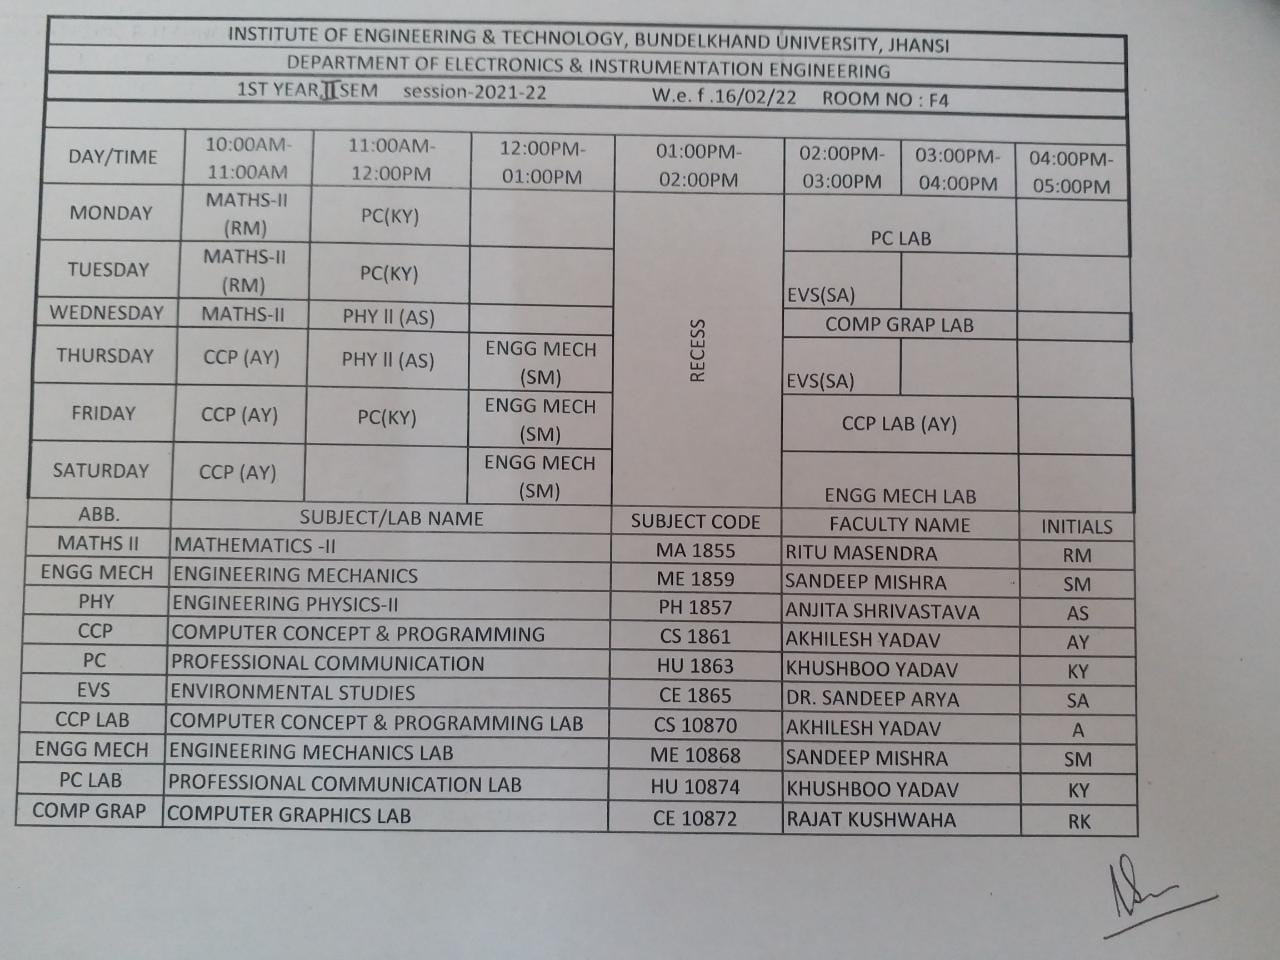 INSTITUTE OF ENGINEERING & TECHNOLOGY, BUNDELKHAND UNIVERSITY, JHANSI
DEPARTMENT OF ELECTRONICS & INSTRUMENTATION ENGINEERING
1ST YEAR,II SEM session-2021-22 W.e. f .16/02/22 ROOM NO : F4
DAY/TIME 10:00AM-11:00AM 11:00AM-12:00PM 12:00PM-01:00PM 01:00PM-02:00PM 02:00PM-03:00PM 03:00PM-04:00PM 04:00PM-05:00PM
MONDAY MATHS-II (RM) PC(KY) RECESS PC LAB
TUESDAY MATHS-II (RM) PC(KY) EVS(SA)
WEDNESDAY MATHS-II PHY II (AS) COMP GRAP LAB
THURSDAY CCP (AY) PHY II (AS) ENGG MECH (SM) EVS(SA)
FRIDAY CCP (AY) PC(KY) ENGG MECH (SM) CCP LAB (AY)
SATURDAY CCP (AY) ENGG MECH (SM) ENGG MECH LAB
ABB. SUBJECT/LAB NAME SUBJECT CODE FACULTY NAME INITIALS
MATHS II MATHEMATICS -II MA 1855 RITU MASENDRA RM
ENGG MECH ENGINEERING MECHANICS ME 1859 SANDEEP MISHRA SM
PHY ENGINEERING PHYSICS-II PH 1857 ANJITA SHRIVASTAVA AS
CCP COMPUTER CONCEPT & PROGRAMMING CS 1861 AKHILESH YADAV AY
PC PROFESSIONAL COMMUNICATION HU 1863 KHUSHBOO YADAV KY
EVS ENVIRONMENTAL STUDIES CE 1865 DR. SANDEEP ARYA SA
CCP LAB COMPUTER CONCEPT & PROGRAMMING LAB CS 10870 AKHILESH YADAV A
ENGG MECH ENGINEERING MECHANICS LAB ME 10868 SANDEEP MISHRA SM
PC LAB PROFESSIONAL COMMUNICATION LAB HU 10874 KHUSHBOO YADAV KY
COMP GRAP COMPUTER GRAPHICS LAB CE 10872 RAJAT KUSHWAHA RK